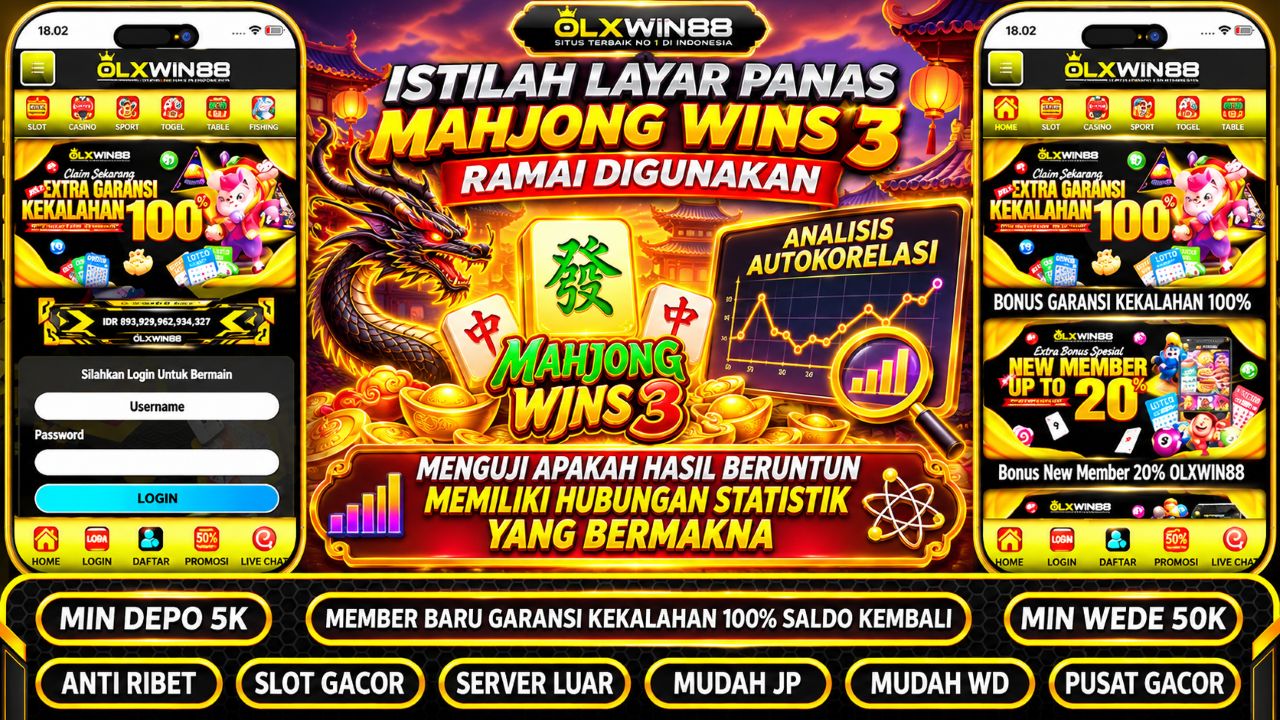 18.02
OLXWIN88
SLOT CASINO SPORT TOGEL TABLE FISHING
OLXWIN88
Claim Sekarang
EXTRA GARANSI
KEKALAHAN 100%
IDR 893,929,962,934,327
OLXWIN88
Silahkan Login Untuk Bermain
Username
Password
LOGIN
HOME LOGIN DAFTAR PROMOSI LIVE CHAT
OLXWIN88
SITUS TERBAIK NO 1 DI INDONESIA
ISTILAH LAYAR PANAS
MAHJONG WINS 3
RAMAI DIGUNAKAN
發
中
中
MAHJONG
WINS 3
ANALISIS
AUTOKORELASI
MENGUJI APAKAH HASIL BERUNTUN
MEMILIKI HUBUNGAN STATISTIK
YANG BERMAKNA
18.02
OLXWIN88
HOME SLOT CASINO SPORT TOGEL TABLE
OLXWIN88
Claim Sekarang
EXTRA GARANSI
KEKALAHAN 100%
BONUS GARANSI KEKALAHAN 100%
OLXWIN88
Extra Bonus Spesial
NEW MEMBER
UP TO 20%
Bonus New Member 20% OLXWIN88
OLXWIN88
HOME LOGIN DAFTAR PROMOSI LIVE CHAT
MIN DEPO 5K
MEMBER BARU GARANSI KEKALAHAN 100% SALDO KEMBALI
MIN WEDE 50K
ANTI RIBET
SLOT GACOR
SERVER LUAR
MUDAH JP
MUDAH WD
PUSAT GACOR